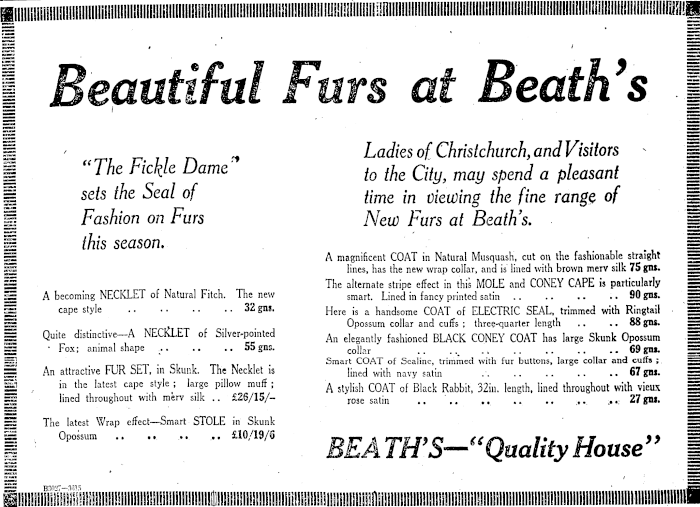 Beautiful Furs at Beath's
"The Fickle Dame"
sets the Seal of
Fashion on Furs
this season.
Ladies of Christchurch, and Visitors
to the City, may spend a pleasant
time in viewing the fine range of
New Furs at Beath's.
A becoming NECKLET of Natural Fitch. The new
cape style .. .. .. .. 32 gns.
Quite distinctive—A NECKLET of Silver-pointed
Fox; animal shape .. .. .. 55 gns.
An attractive FUR SET, in Skunk. The Necklet is
in the latest cape style; large pillow muff;
lined throughout with merv silk .. £26/15/-
The latest Wrap effect—Smart STOLE in Skunk
Opossum .. .. .. .. £10/19/6
A magnificent COAT in Natural Musquash, cut on the fashionable straight
lines, has the new wrap collar, and is lined with brown merv silk 75 gns.
The alternate stripe effect in this MOLE and CONEY CAPE is particularly
smart. Lined in fancy printed satin .. .. .. .. 90 gns.
Here is a handsome COAT of ELECTRIC SEAL, trimmed with Ringtail
Opossum collar and cuffs; three-quarter length .. .. 88 gns.
An elegantly fashioned BLACK CONEY COAT has large Skunk Opossum
collar .. .. .. .. .. .. .. 69 gns.
Smart COAT of Sealine, trimmed with fur buttons, large collar and cuffs;
lined with navy satin .. .. .. .. .. 67 gns.
A stylish COAT of Black Rabbit, 32in. length, lined throughout with vieux
rose satin .. .. .. .. .. .. .. 27 gns.
BEATH'S—"Quality House"